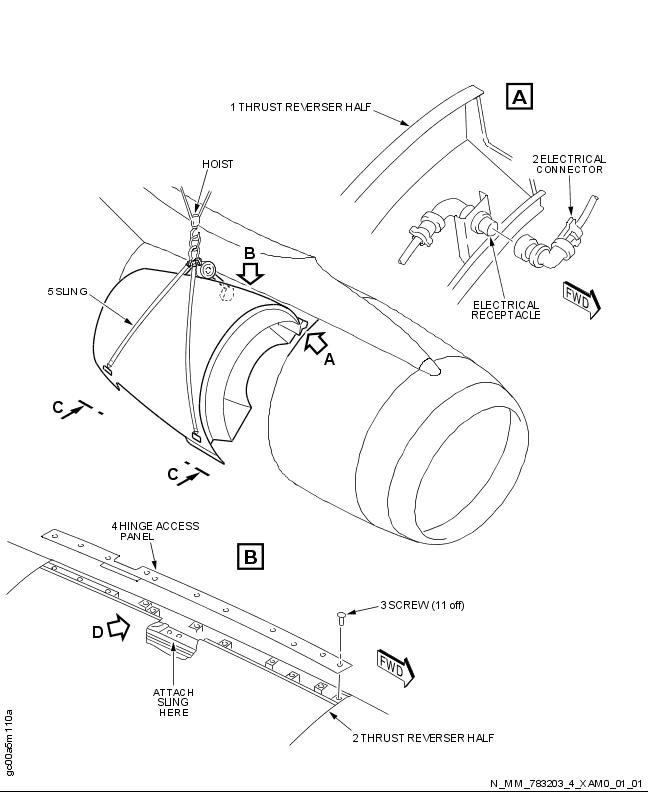 A
1 THRUST REVERSER HALF
2 ELECTRICAL
CONNECTOR
HOIST
B
5 SLING
ELECTRICAL
RECEPTACLE
FWD
A
C
C
4 HINGE ACCESS
PANEL
B
3 SCREW (11 off)
D
FWD
ATTACH
SLING
HERE
2 THRUST REVERSER HALF
gc00a5m110a
N_MM_783203_4_XAM0_01_01